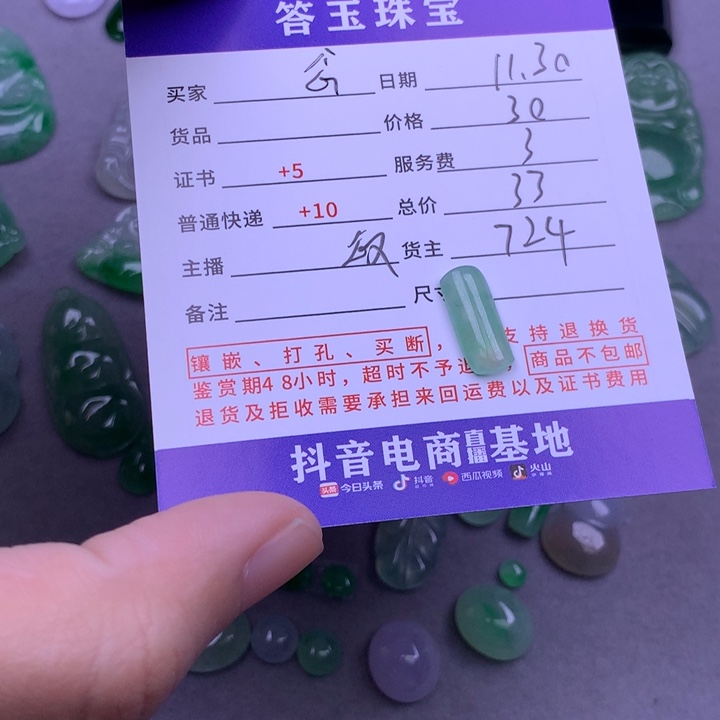 答玉珠宝
买家 日期 11.30
货品 价格 30
证书 +5 服务费 3
普通快递 +10 总价 33
主播 货主 724
备注 尺寸
镶嵌、打孔、买断，支持退换货
鉴赏期48小时，超时不予退，商品不包邮
退货及拒收需要承担来回运费以及证书费用
抖音电商直播基地
头条 今日头条 抖音 西瓜视频 火山